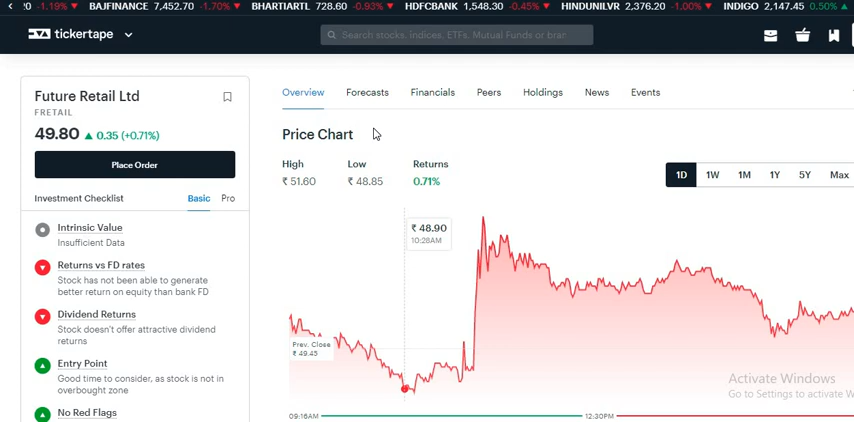 20 -1.19% ▼ BAJFINANCE 7,452.70 -1.70% ▼ BHARTIARTL 728.60 -0.93% ▼ HDFCBANK 1,548.30 -0.45% ▼ HINDUNILVR 2,376.20 -1.00% ▼ INDIGO 2,147.45 0.50% ▲
tickertape
Search stocks, indices, ETFs, Mutual Funds or bran
Future Retail Ltd
FRETAIL
49.80 ▲ 0.35 (+0.71%)
Place Order
Investment Checklist Basic Pro
Intrinsic Value
Insufficient Data
Returns vs FD rates
Stock has not been able to generate
better return on equity than bank FD
Dividend Returns
Stock doesn't offer attractive dividend
returns
Entry Point
Good time to consider, as stock is not in
overbought zone
No Red Flags
Overview Forecasts Financials Peers Holdings News Events
Price Chart
High Low Returns
₹ 51.60 ₹ 48.85 0.71%
1D 1W 1M 1Y 5Y Max
₹ 48.90
10:28AM
Prev. Close
₹ 49.45
09:16AM 12:30PM
Activate Windows
Go to Settings to activate W